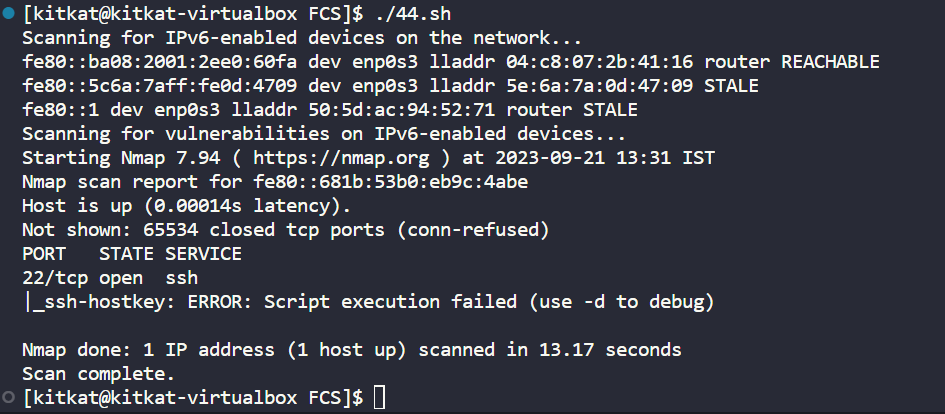 [kitkat@kitkat-virtualbox FCS]$ ./44.sh
Scanning for IPv6-enabled devices on the network...
fe80::ba08:2001:2ee0:60fa dev enp0s3 lladdr 04:c8:07:2b:41:16 router REACHABLE
fe80::5c6a:7aff:fe0d:4709 dev enp0s3 lladdr 5e:6a:7a:0d:47:09 STALE
fe80::1 dev enp0s3 lladdr 50:5d:ac:94:52:71 router STALE
Scanning for vulnerabilities on IPv6-enabled devices...
Starting Nmap 7.94 ( https://nmap.org ) at 2023-09-21 13:31 IST
Nmap scan report for fe80::681b:53b0:eb9c:4abe
Host is up (0.00014s latency).
Not shown: 65534 closed tcp ports (conn-refused)
PORT   STATE SERVICE
22/tcp open  ssh
|_ssh-hostkey: ERROR: Script execution failed (use -d to debug)

Nmap done: 1 IP address (1 host up) scanned in 13.17 seconds
Scan complete.
[kitkat@kitkat-virtualbox FCS]$